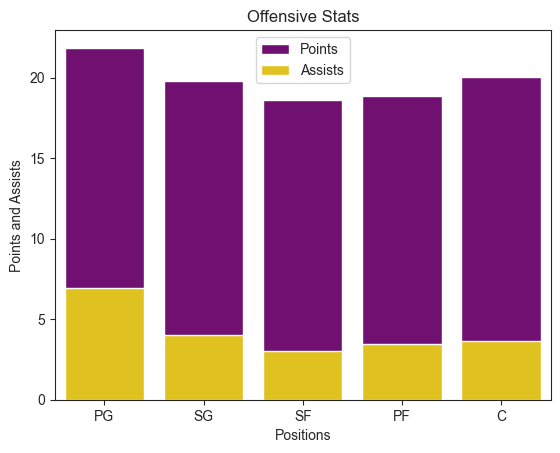 Offensive Stats
Points
Assists
Points and Assists
20
15
10
5
0
PG SG SF PF C
Positions